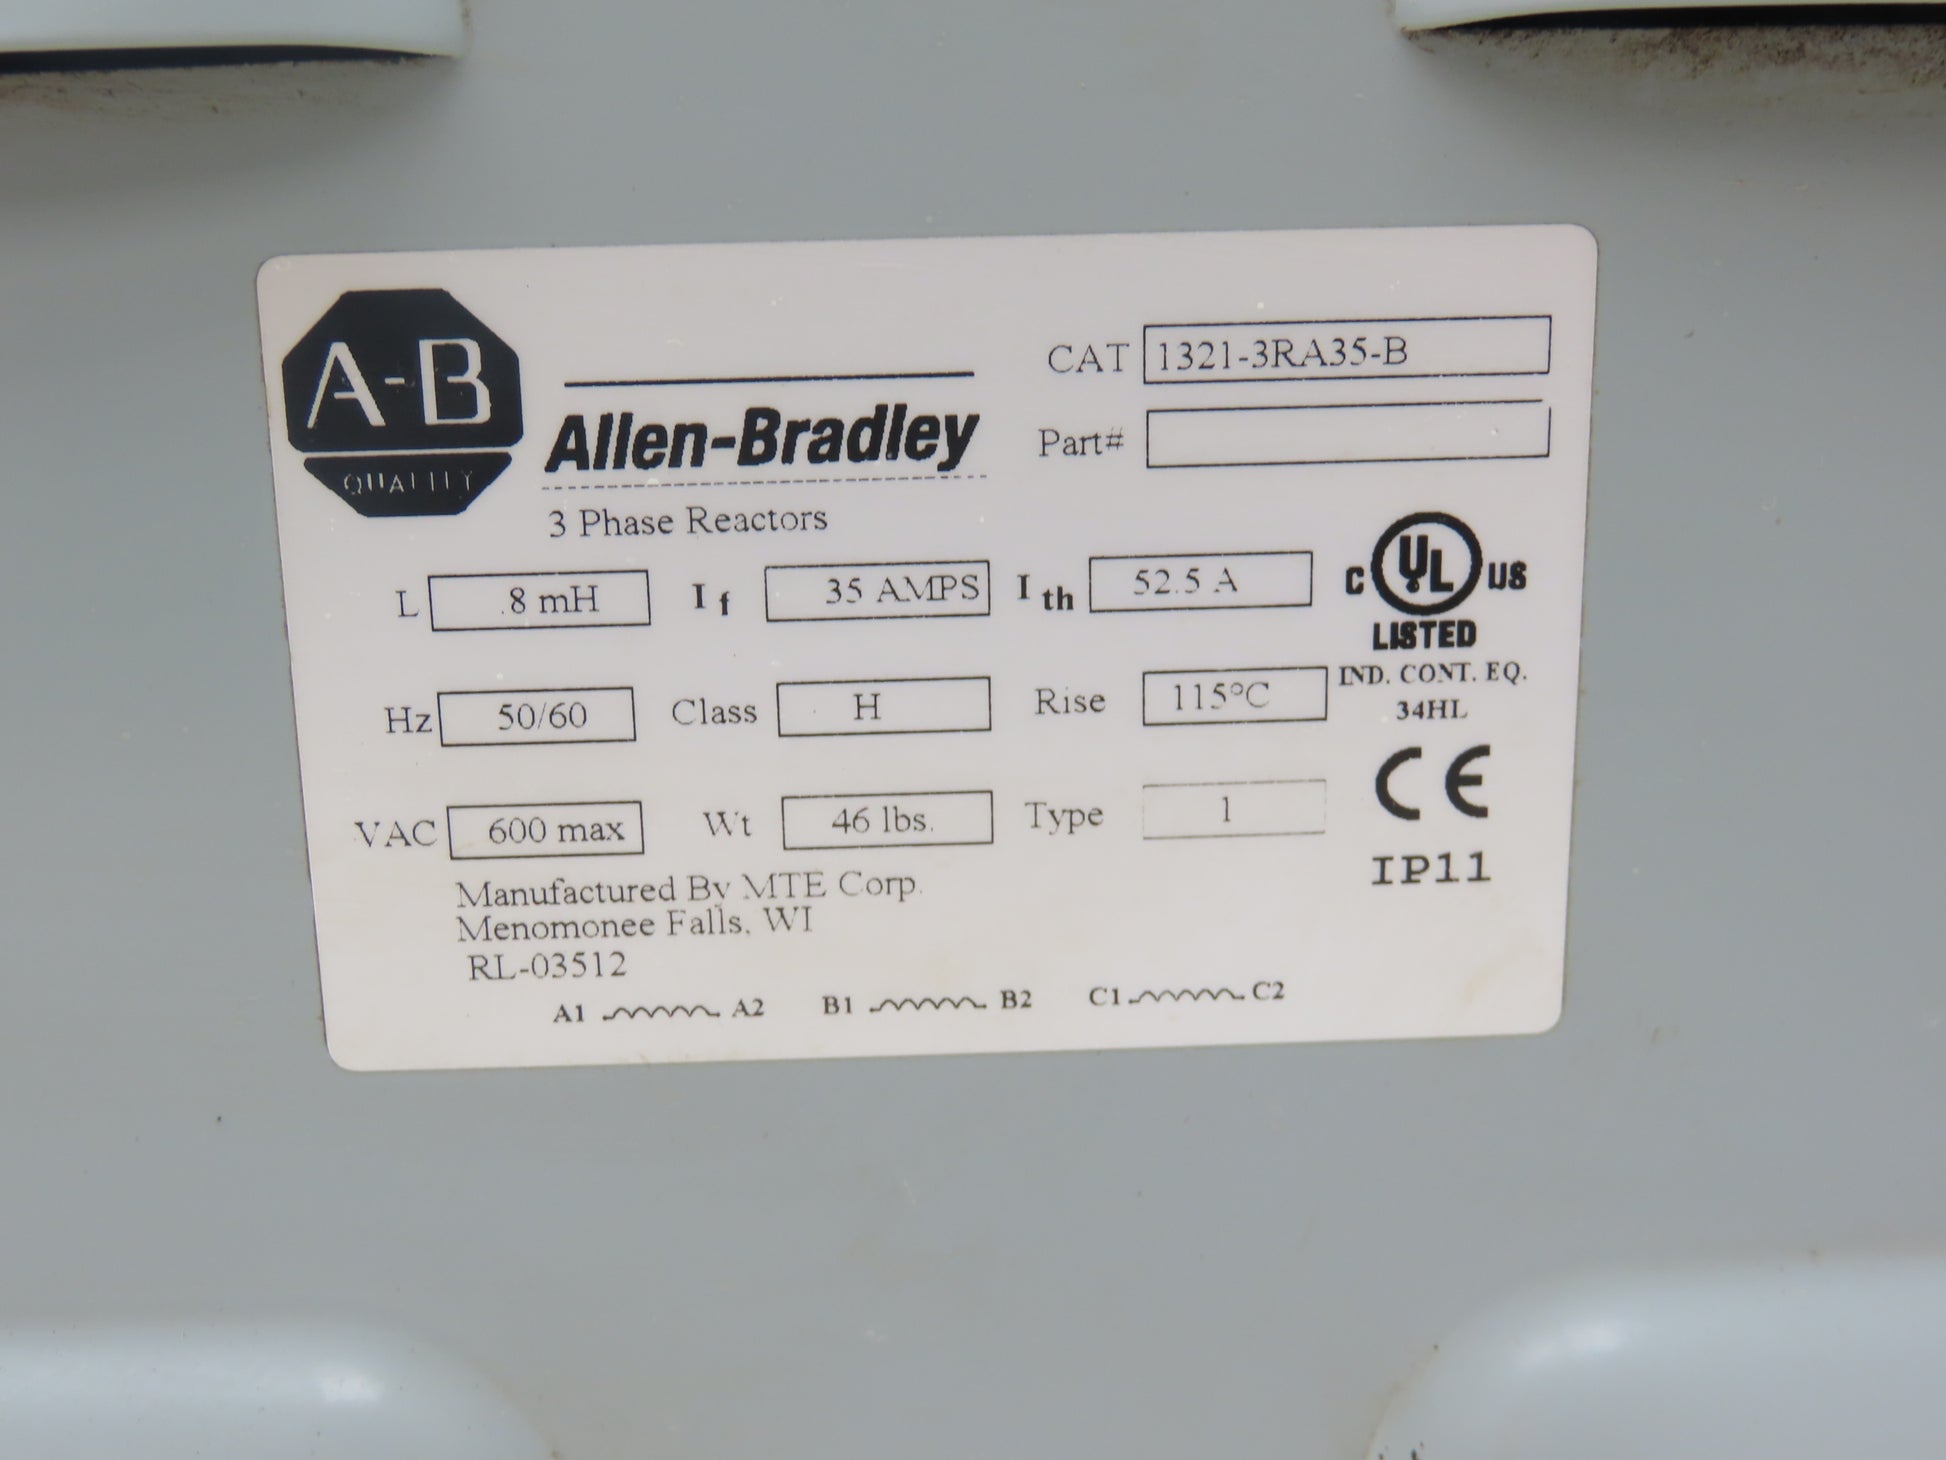 A-B
QUALITY
Allen-Bradley
3 Phase Reactors
CAT 1321-3RA35-B
Part#
L .8 mH If 35 AMPS Ith 52.5 A
Hz 50/60 Class H Rise 115°C
VAC 600 max Wt 46 lbs. Type 1
C UL US
LISTED
IND. CONT. EQ.
34HL
CE
IP11
Manufactured By MTE Corp.
Menomonee Falls, WI
RL-03512
A1 A2 B1 B2 C1 C2